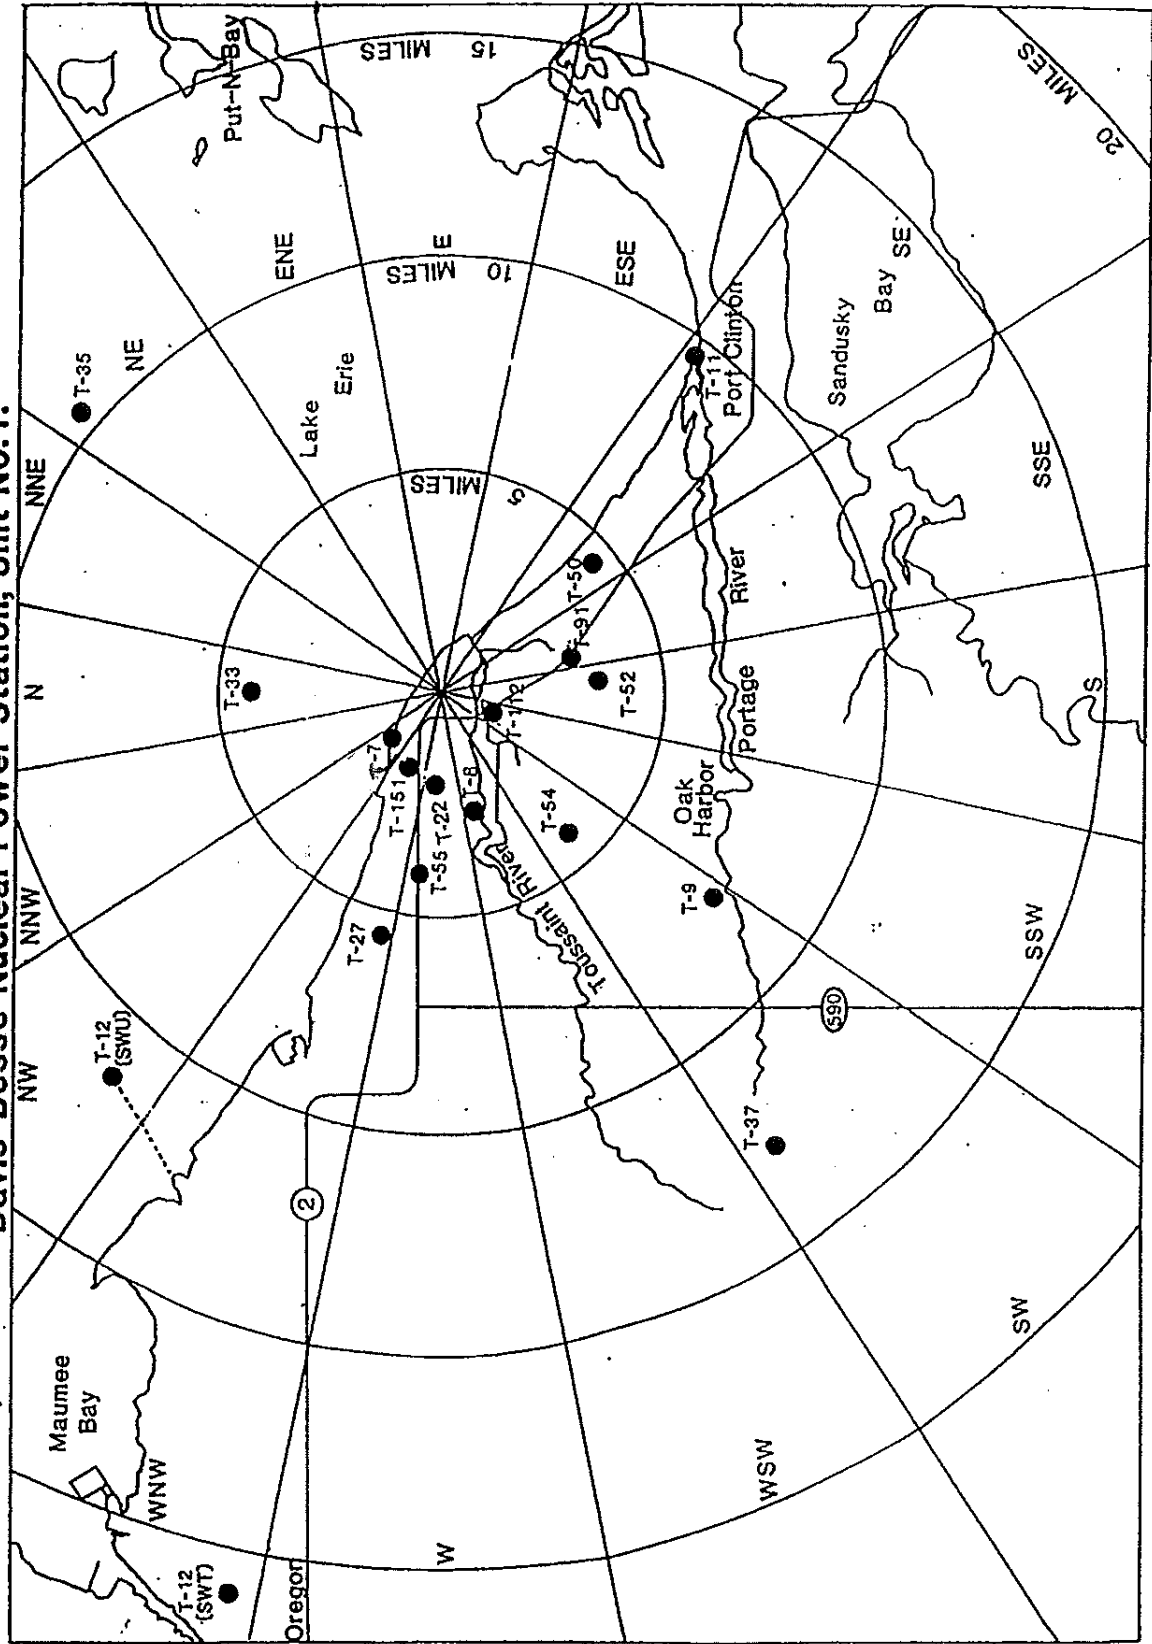 Davis-Besse Nuclear Power Station, Unit No. 1.
NW
NNW
N
NNE
NE
ENE
E
ESE
SE
SSE
S
SSW
SW
WSW
W
WNW
Maumee
Bay
Oregon
T-12
(SWT)
T-12
(SWU)
2
590
T-27
T-55
T-22
T-151
T-7
T-8
T-33
T-35
T-112
T-91
T-50
T-52
T-54
T-9
T-37
T-11
Port Clinton
Lake
Erie
Put-N-Bay
MILES
5
MILES
10
MILES
15
MILES
20
Toussaint River
Oak
Harbor
Portage
River
Sandusky
Bay